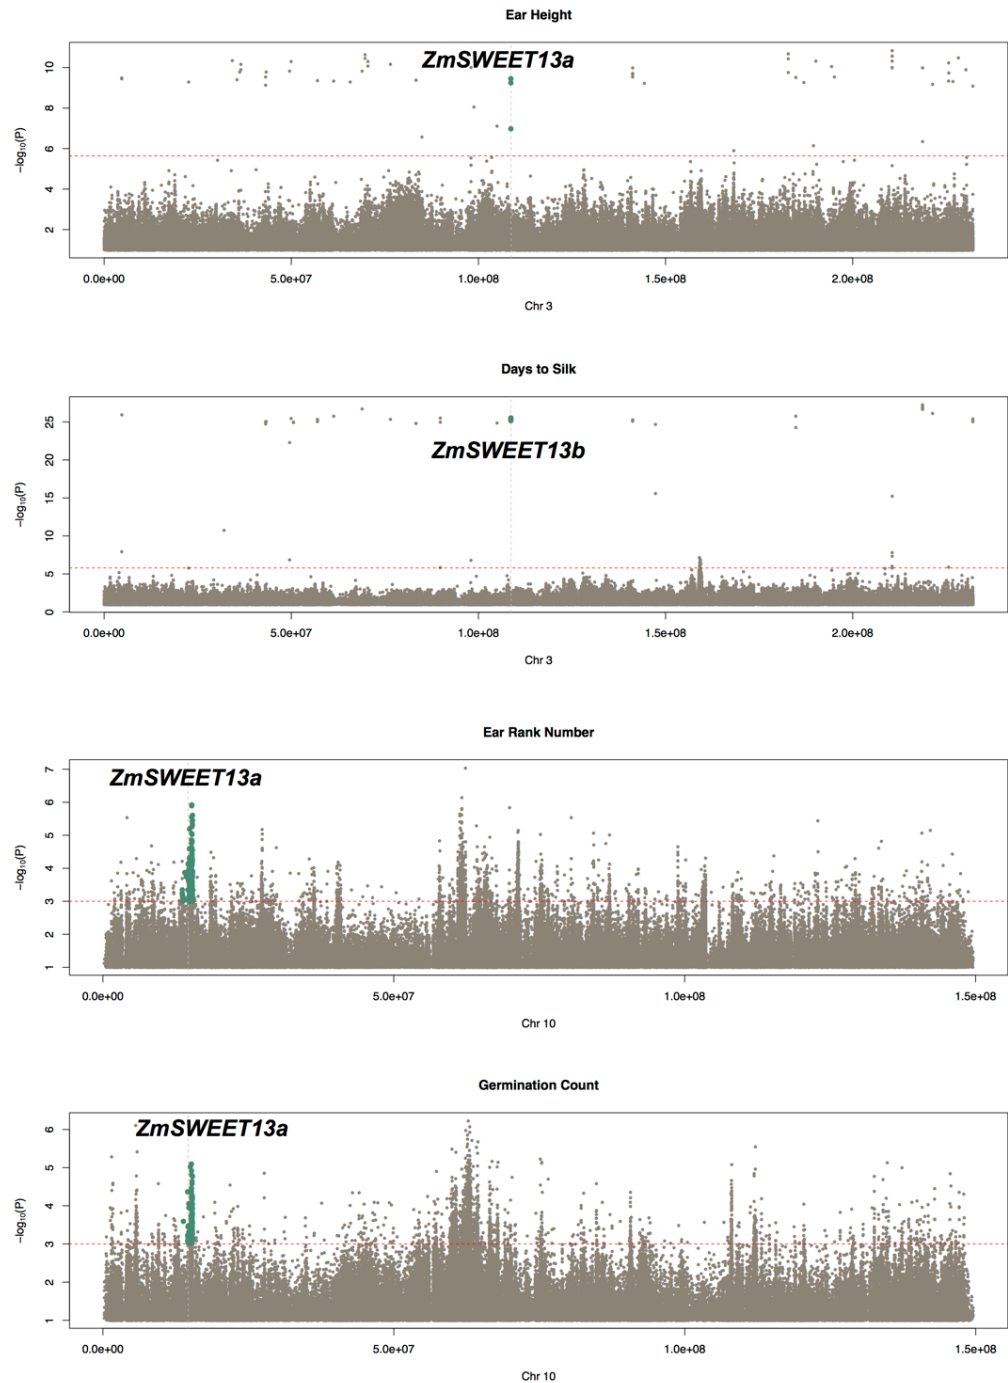 Ear Height
ZmSWEET13a
−log₁₀(P)
10
8
6
4
2
0.0e+00 5.0e+07 1.0e+08 1.5e+08 2.0e+08
Chr 3
Days to Silk
ZmSWEET13b
−log₁₀(P)
25
20
15
10
5
0
0.0e+00 5.0e+07 1.0e+08 1.5e+08 2.0e+08
Chr 3
Ear Rank Number
ZmSWEET13a
−log₁₀(P)
7
6
5
4
3
2
1
0.0e+00 5.0e+07 1.0e+08 1.5e+08
Chr 10
Germination Count
ZmSWEET13a
−log₁₀(P)
6
5
4
3
2
1
0.0e+00 5.0e+07 1.0e+08 1.5e+08
Chr 10